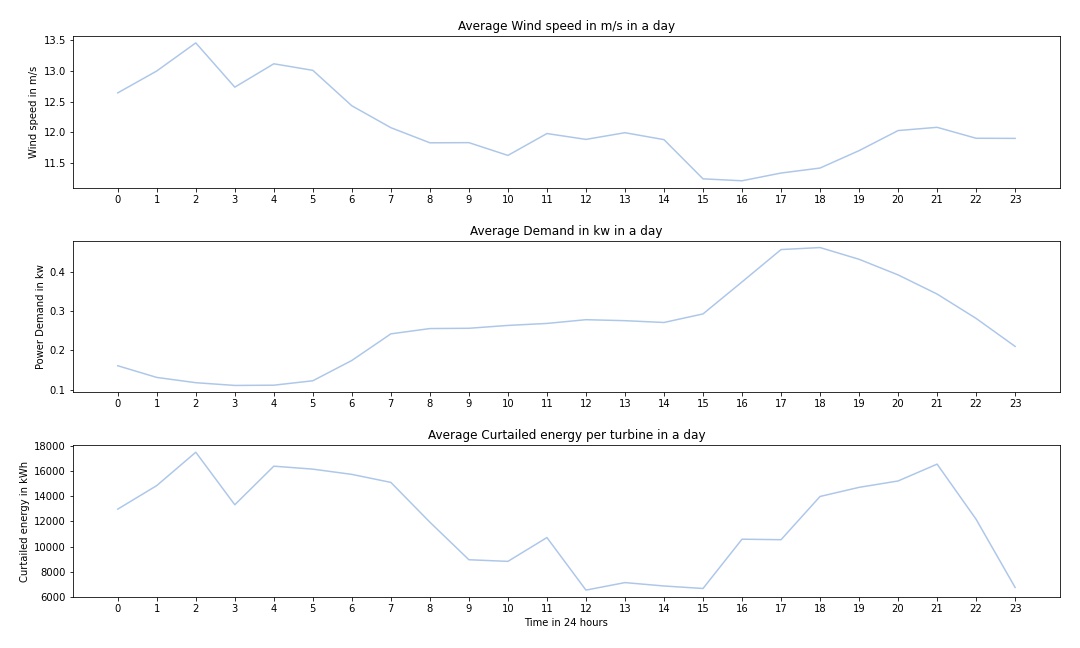 Average Wind speed in m/s in a day
Wind speed in m/s
13.5
13.0
12.5
12.0
11.5
0 1 2 3 4 5 6 7 8 9 10 11 12 13 14 15 16 17 18 19 20 21 22 23
Average Demand in kw in a day
Power Demand in kw
0.4
0.3
0.2
0.1
0 1 2 3 4 5 6 7 8 9 10 11 12 13 14 15 16 17 18 19 20 21 22 23
Average Curtailed energy per turbine in a day
Curtailed energy in kWh
18000
16000
14000
12000
10000
8000
6000
0 1 2 3 4 5 6 7 8 9 10 11 12 13 14 15 16 17 18 19 20 21 22 23
Time in 24 hours